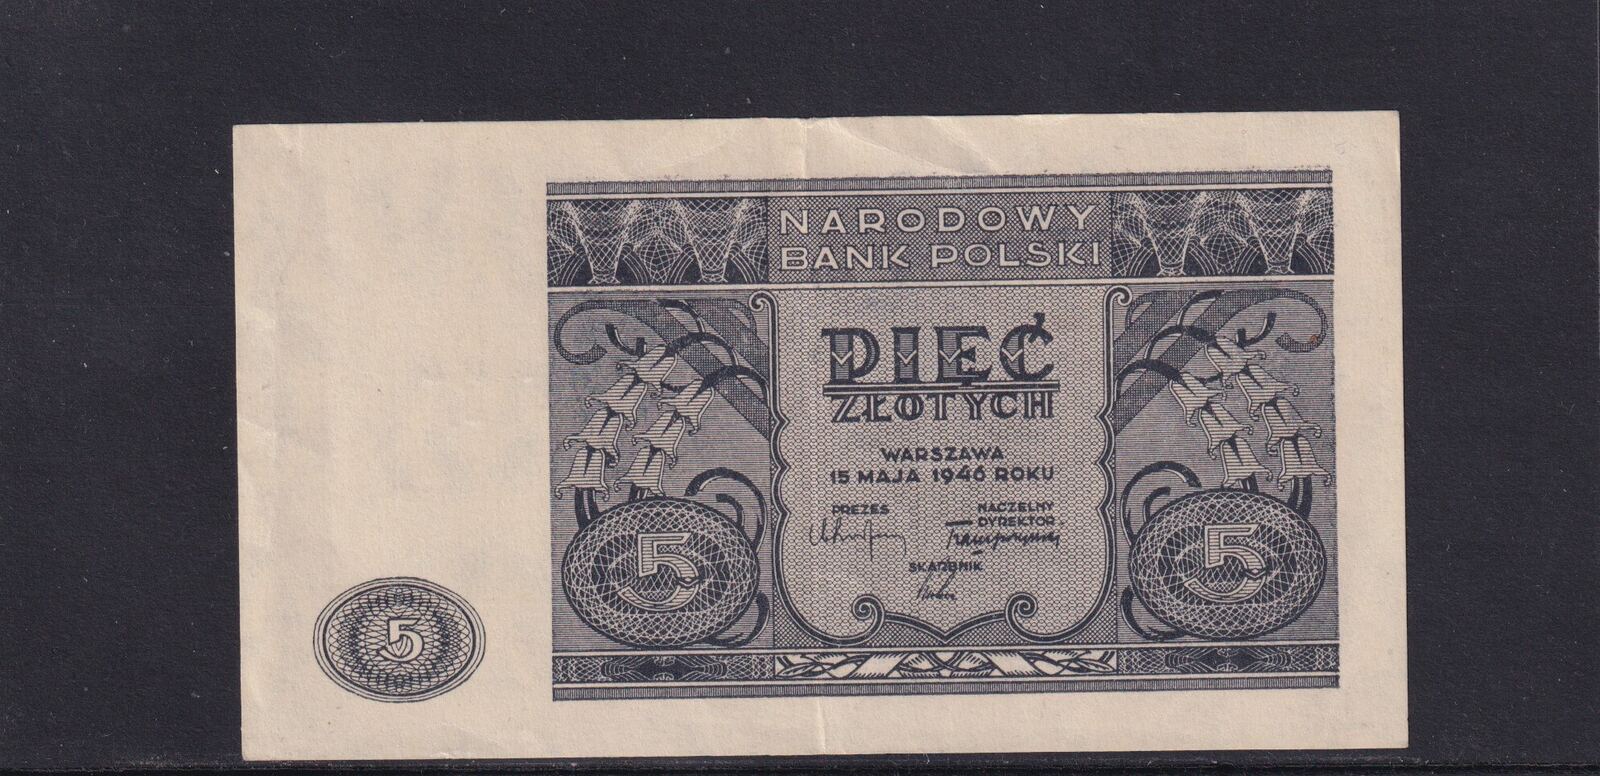 NARODOWY
BANK POLSKI
PIĘĆ
ZŁOTYCH
WARSZAWA
15 MAJA 1946 ROKU
PREZES
NACZELNY
DYREKTOR
SKARBNIK
5
5
5